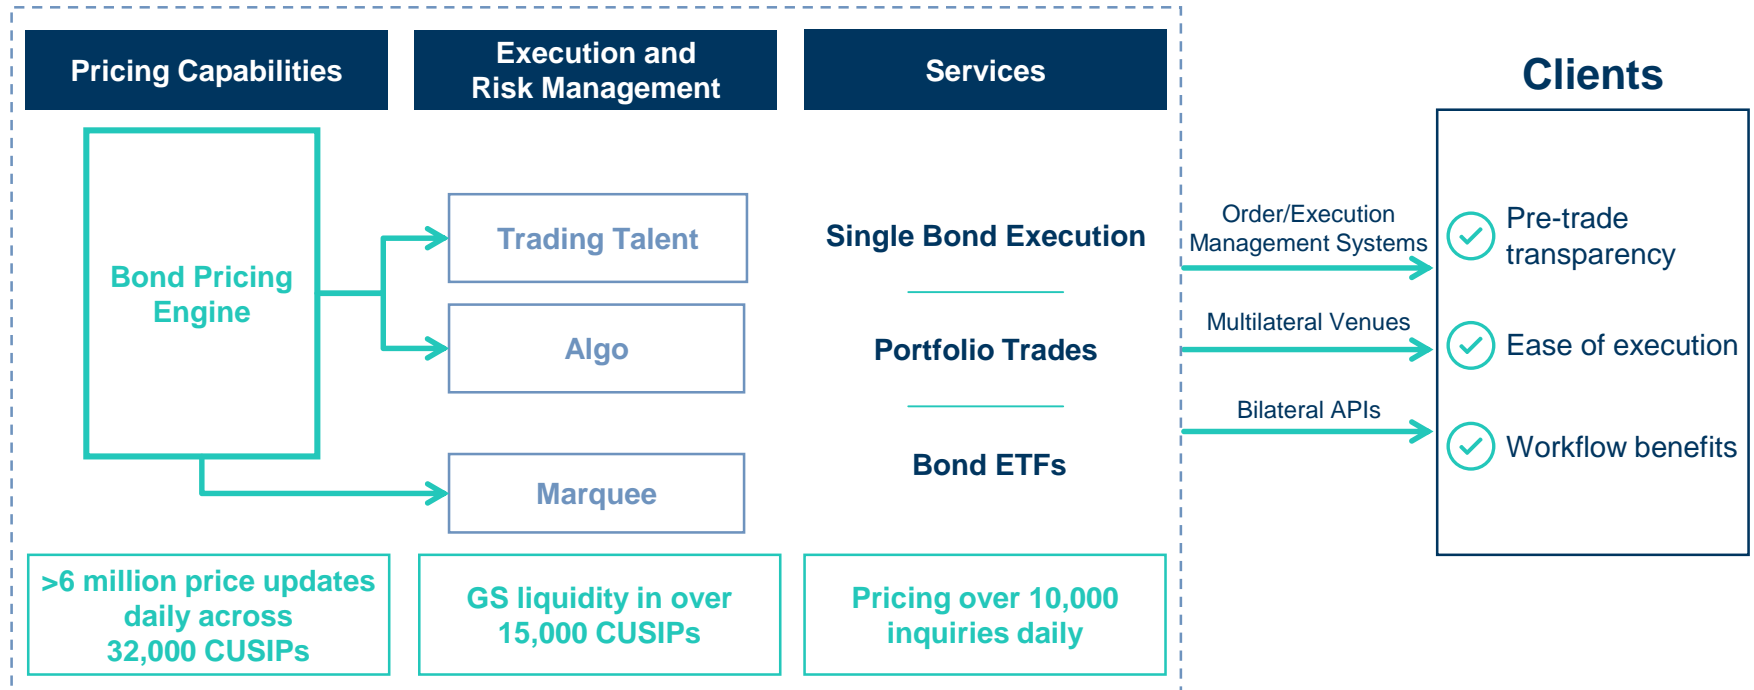 Pricing Capabilities
Execution and
Risk Management
Services
Clients
Bond Pricing
Engine
Trading Talent
Algo
Marquee
Single Bond Execution
Portfolio Trades
Bond ETFs
Order/Execution
Management Systems
Multilateral Venues
Bilateral APIs
Pre-trade
transparency
Ease of execution
Workflow benefits
>6 million price updates
daily across
32,000 CUSIPs
GS liquidity in over
15,000 CUSIPs
Pricing over 10,000
inquiries daily